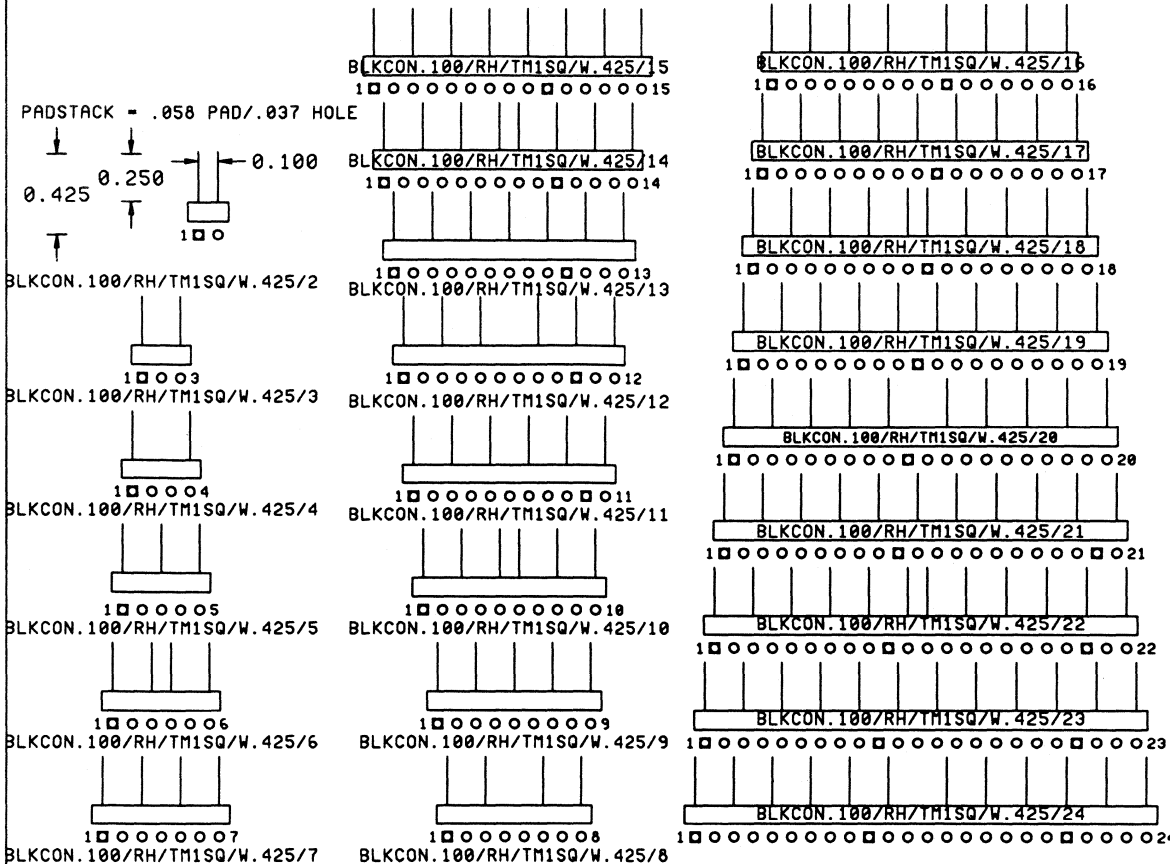 PADSTACK = .058 PAD/.037 HOLE
0.425
0.250
0.100
1
BLKCON.100/RH/TM1SQ/W.425/2
1 3
BLKCON.100/RH/TM1SQ/W.425/3
1 4
BLKCON.100/RH/TM1SQ/W.425/4
1 5
BLKCON.100/RH/TM1SQ/W.425/5
1 6
BLKCON.100/RH/TM1SQ/W.425/6
1 7
BLKCON.100/RH/TM1SQ/W.425/7
BLKCON.100/RH/TM1SQ/W.425/15
1 15
BLKCON.100/RH/TM1SQ/W.425/14
1 14
1 13
BLKCON.100/RH/TM1SQ/W.425/13
1 12
BLKCON.100/RH/TM1SQ/W.425/12
1 11
BLKCON.100/RH/TM1SQ/W.425/11
1 10
BLKCON.100/RH/TM1SQ/W.425/10
1 9
BLKCON.100/RH/TM1SQ/W.425/9
1 8
BLKCON.100/RH/TM1SQ/W.425/8
BLKCON.100/RH/TM1SQ/W.425/16
1 16
BLKCON.100/RH/TM1SQ/W.425/17
1 17
BLKCON.100/RH/TM1SQ/W.425/18
1 18
BLKCON.100/RH/TM1SQ/W.425/19
1 19
BLKCON.100/RH/TM1SQ/W.425/20
1 20
BLKCON.100/RH/TM1SQ/W.425/21
1 21
BLKCON.100/RH/TM1SQ/W.425/22
1 22
BLKCON.100/RH/TM1SQ/W.425/23
1 23
BLKCON.100/RH/TM1SQ/W.425/24
1 24